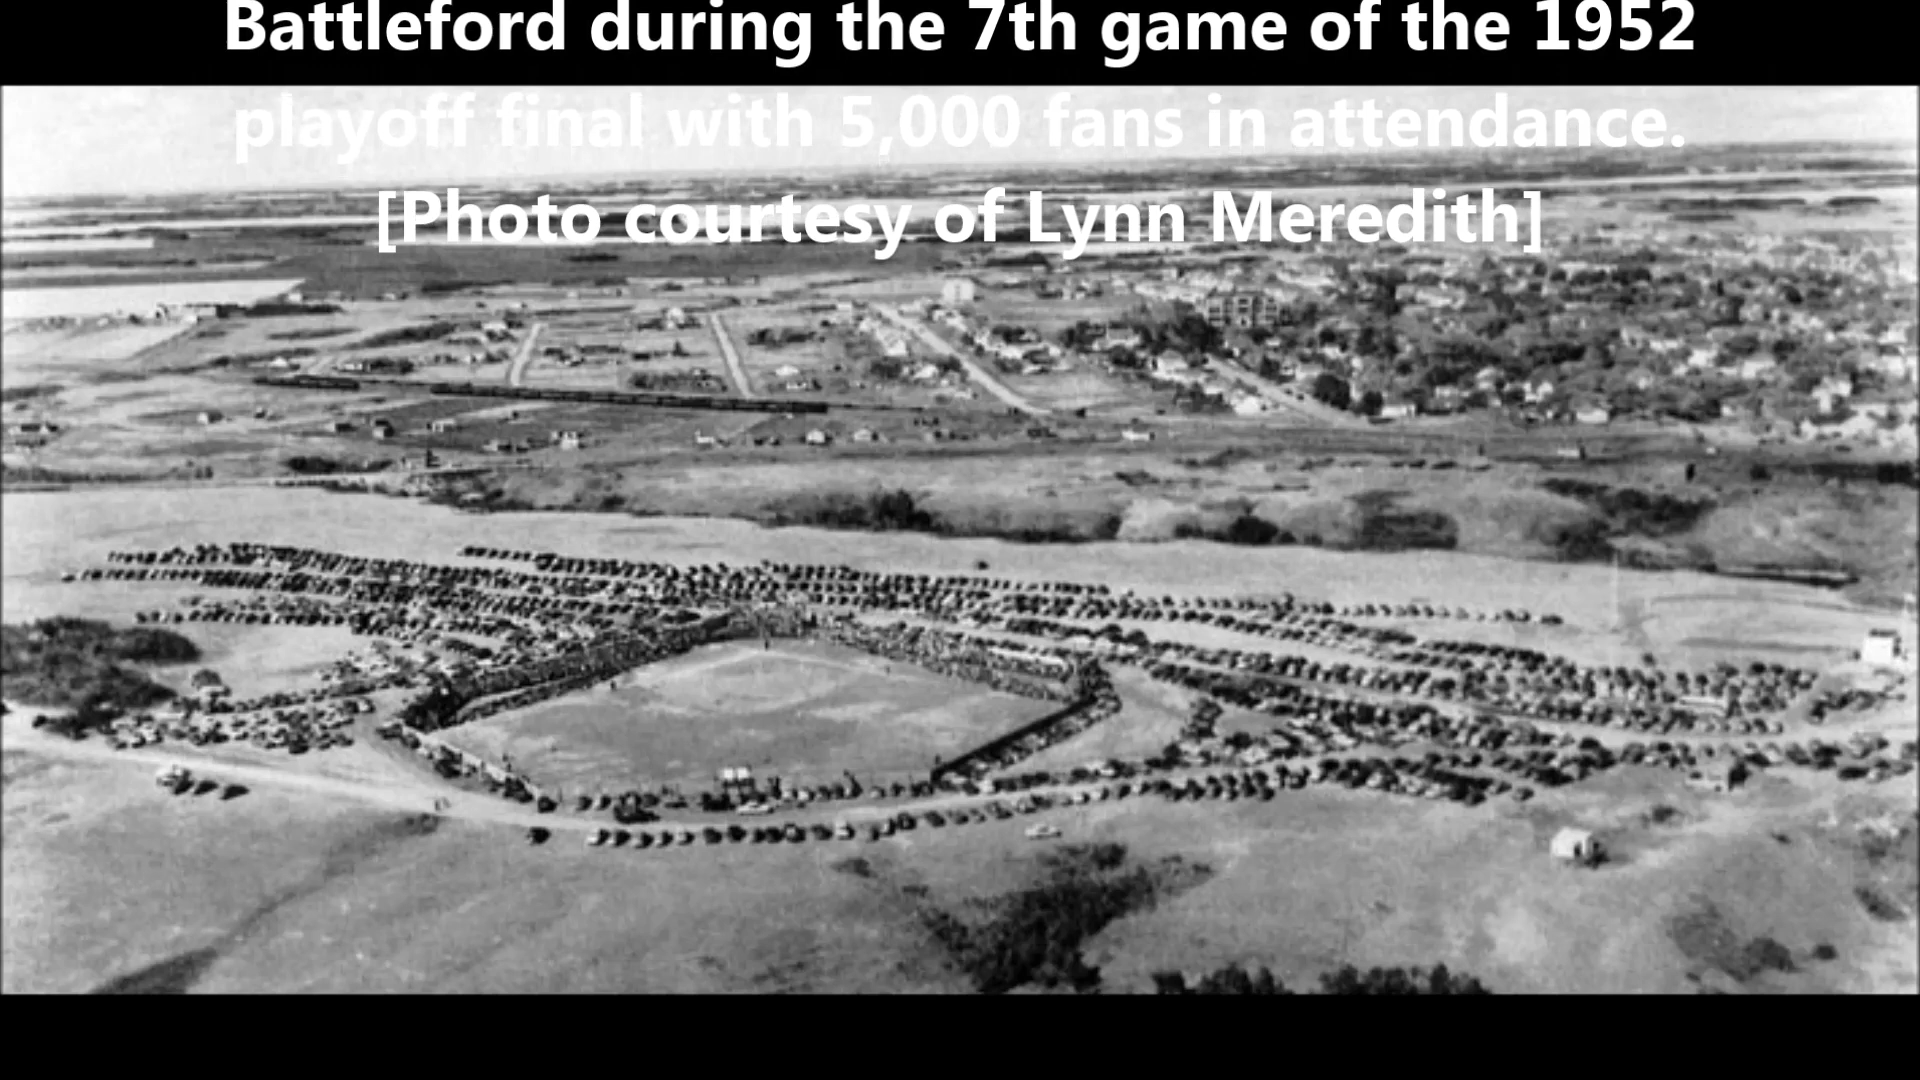 Battleford during the 7th game of the 1952
playoff final with 5,000 fans in attendance.
[Photo courtesy of Lynn Meredith]